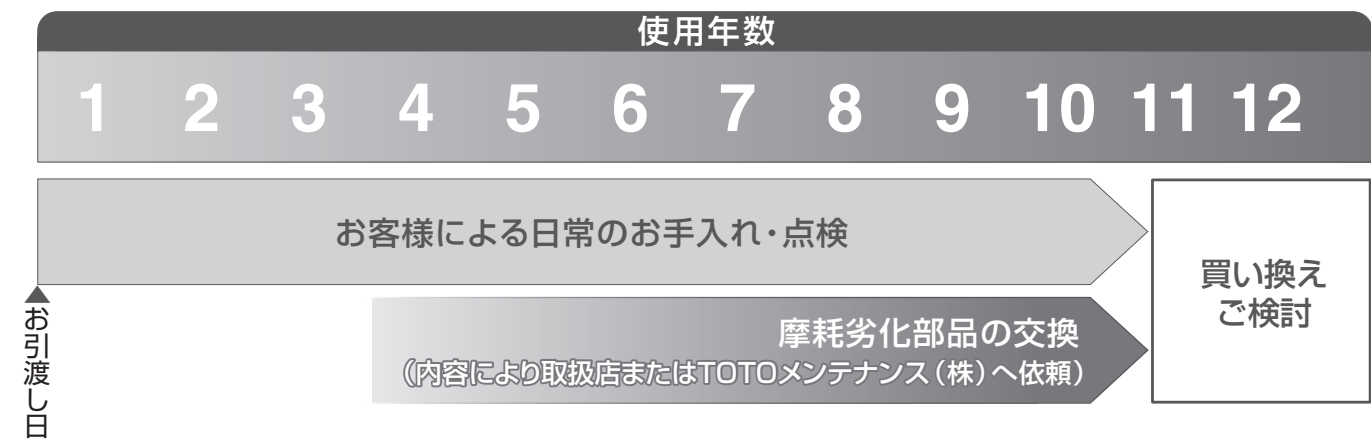 使用年数
1 2 3 4 5 6 7 8 9 10 11 12
お客様による日常のお手入れ・点検
摩耗劣化部品の交換
（内容により取扱店またはTOTOメンテナンス（株）へ依頼）
買い換え
ご検討
お引渡し日